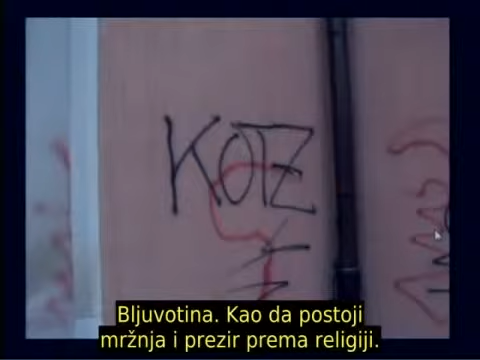 KOTZ
Bljuvotina. Kao da postoji
mržnja i prezir prema religiji.